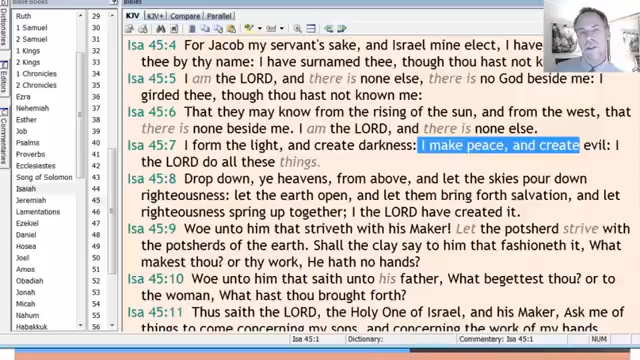 Bible Books
KJV KJV+ Compare Parallel
Dictionaries
Editors
Commentaries
Ruth 29
1 Samuel 30
2 Samuel 31
1 Kings 32
2 Kings 33
1 Chronicles 34
2 Chronicles 35
Ezra 36
Nehemiah 37
Esther 38
Job 39
Psalms 40
Proverbs 41
Ecclesiastes 42
Song of Solomon 43
Isaiah 44
Jeremiah 45
Lamentations 46
Ezekiel 47
Daniel 48
Hosea 49
Joel 50
Amos 51
Obadiah 52
Jonah 53
Micah 54
Nahum 55
Habakkuk 56
Isa 45:4 For Jacob my servant's sake, and Israel mine elect, I have
thee by thy name: I have surnamed thee, though thou hast not kno
Isa 45:5 I am the LORD, and there is none else, there is no God beside me: I
girded thee, though thou hast not known me:
Isa 45:6 That they may know from the rising of the sun, and from the west, that
there is none beside me. I am the LORD, and there is none else.
Isa 45:7 I form the light, and create darkness: I make peace, and create evil: I
the LORD do all these things.
Isa 45:8 Drop down, ye heavens, from above, and let the skies pour down
righteousness: let the earth open, and let them bring forth salvation, and let
righteousness spring up together; I the LORD have created it.
Isa 45:9 Woe unto him that striveth with his Maker! Let the potsherd strive with
the potsherds of the earth. Shall the clay say to him that fashioneth it, What
makest thou? or thy work, He hath no hands?
Isa 45:10 Woe unto him that saith unto his father, What begettest thou? or to
the woman, What hast thou brought forth?
Isa 45:11 Thus saith the LORD, the Holy One of Israel, and his Maker, Ask me of
things to come concerning my sons, and concerning the work of my hands
Isa 45:1 Dictionary: Commentary: Isa 45:1 NUM